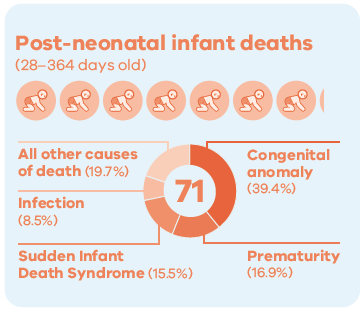 Post-neonatal infant deaths
(28–364 days old)
All other causes
of death (19.7%)
Infection
(8.5%)
Sudden Infant
Death Syndrome (15.5%)
71
Congenital
anomaly
(39.4%)
Prematurity
(16.9%)